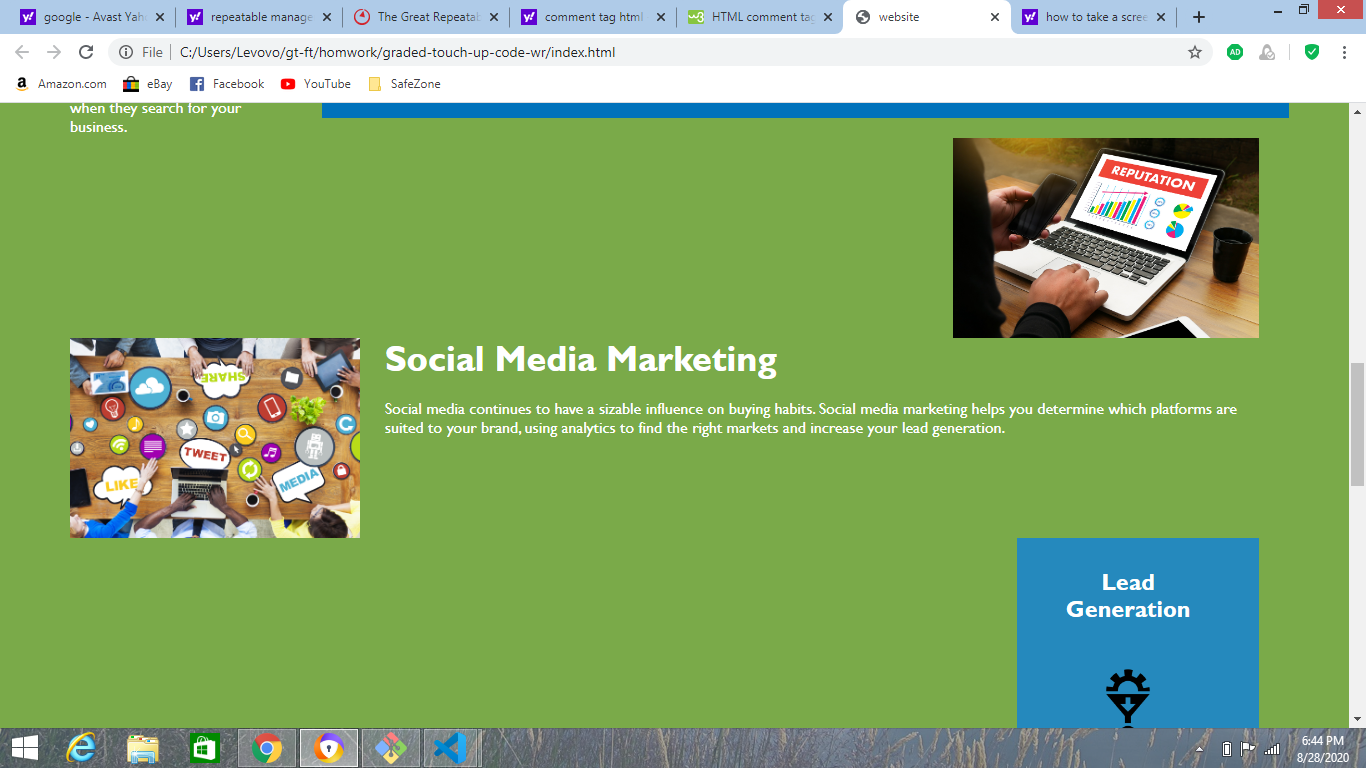 google - Avast Yah
repeatable manage
The Great Repeatab
comment tag html
HTML comment tag
website
how to take a scree
File
C:/Users/Levovo/gt-ft/homwork/graded-touch-up-code-wr/index.html
AD
Amazon.com
eBay
Facebook
YouTube
SafeZone
when they search for your
business.
REPUTATION
SHARE
TWEET
LIKE
MEDIA
Social Media Marketing
Social media continues to have a sizable influence on buying habits. Social media marketing helps you determine which platforms are
suited to your brand, using analytics to find the right markets and increase your lead generation.
Lead
Generation
6:44 PM
8/28/2020